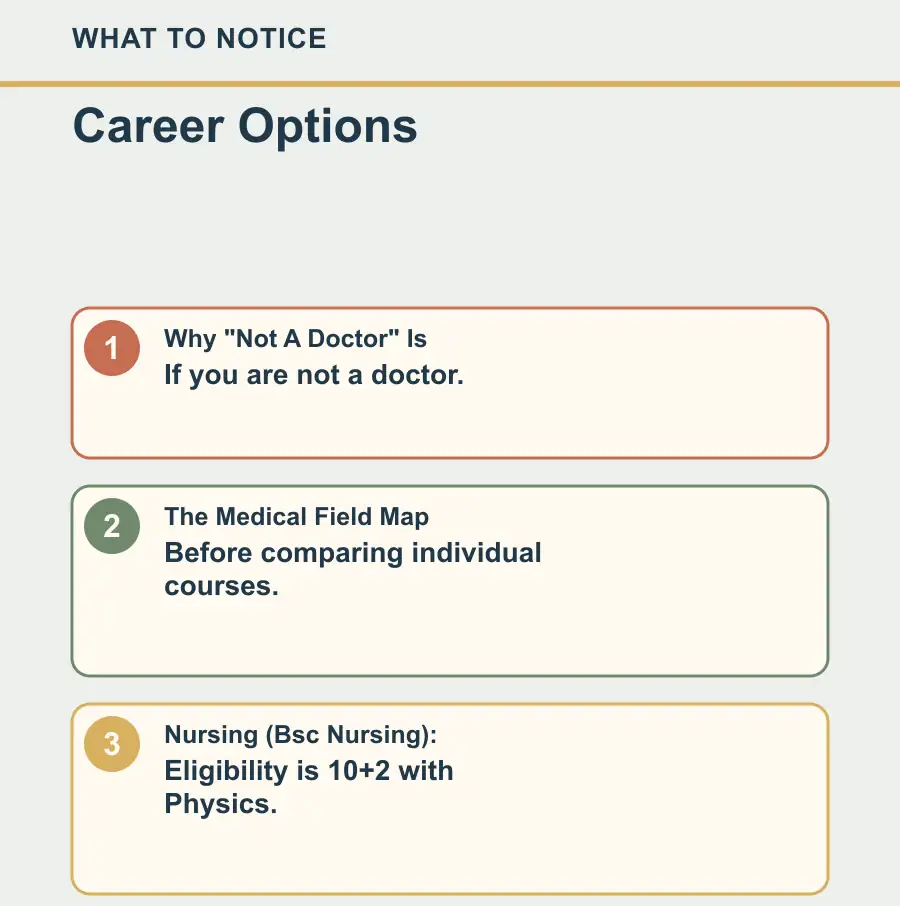 WHAT TO NOTICE
Career Options
1
Why "Not A Doctor" Is
If you are not a doctor.
2
The Medical Field Map
Before comparing individual
courses.
3
Nursing (Bsc Nursing):
Eligibility is 10+2 with
Physics.